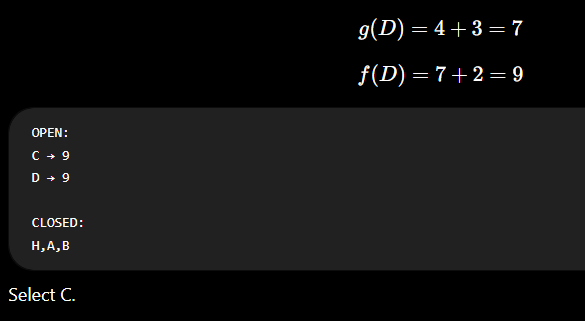 g(D) = 4 + 3 = 7
f(D) = 7 + 2 = 9
OPEN:
C → 9
D → 9
CLOSED:
H,A,B
Select C.